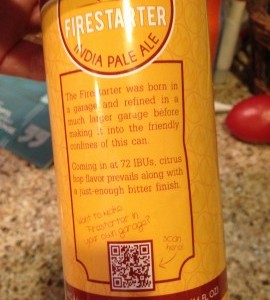 FIRESTARTER
INDIA PALE ALE
The Firestarter was born in
a garage and refined in a
much larger garage before
making it into the friendly
confines of this can.
Coming in at 72 IBUs, citrus
hop flavor prevails along with
a just-enough bitter finish.
Want to make
Firestarter in
your own garage?
scan
here